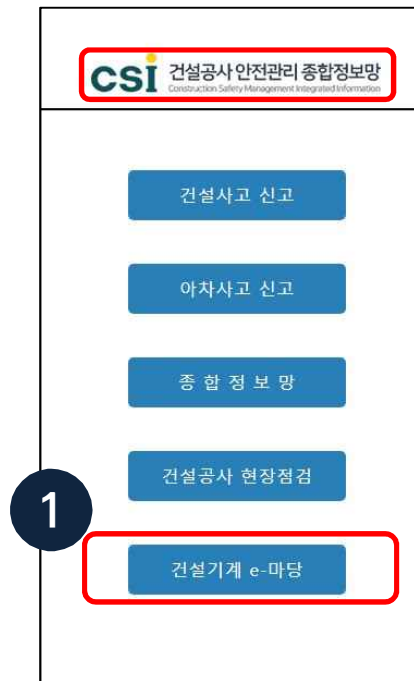 CSI 건설공사 안전관리 종합정보망
Construction Safety Management Integrated Information
건설사고 신고
아차사고 신고
종 합 정 보 망
건설공사 현장점검
1
건설기계 e-마당